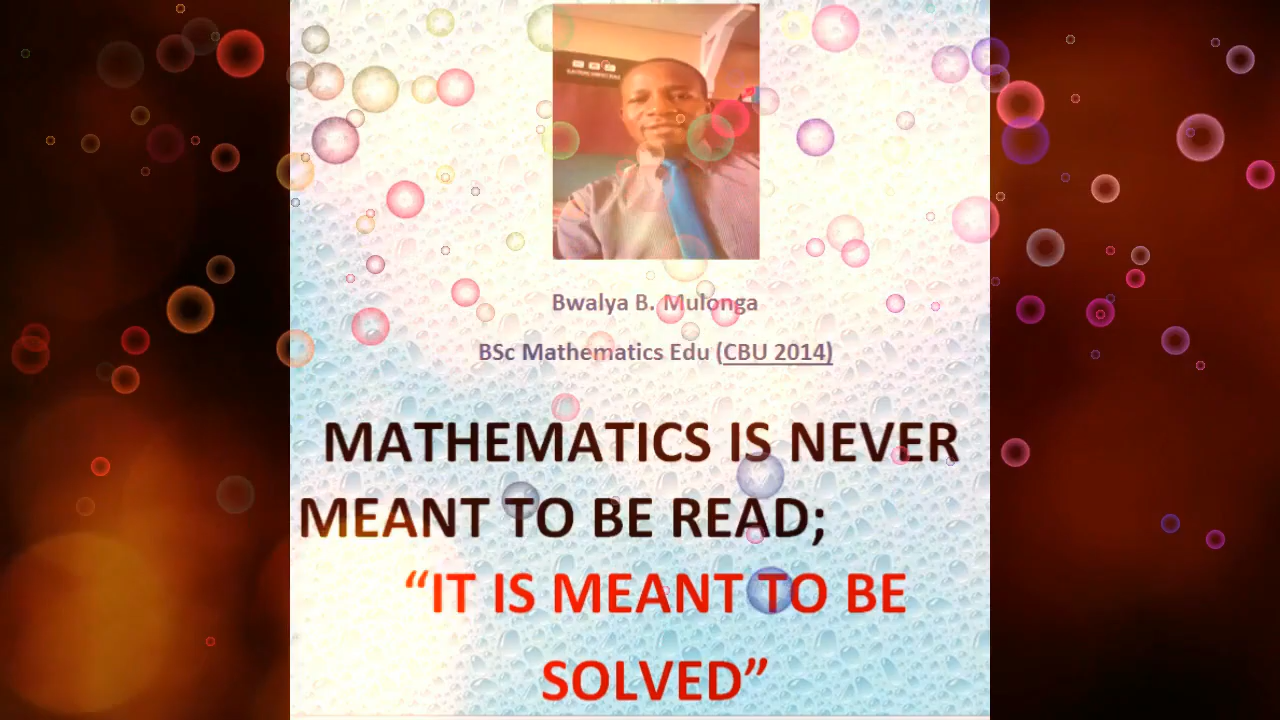 Bwalya B. Mulonga
BSc Mathematics Edu (CBU 2014)
MATHEMATICS IS NEVER
MEANT TO BE READ;
“IT IS MEANT TO BE
SOLVED”